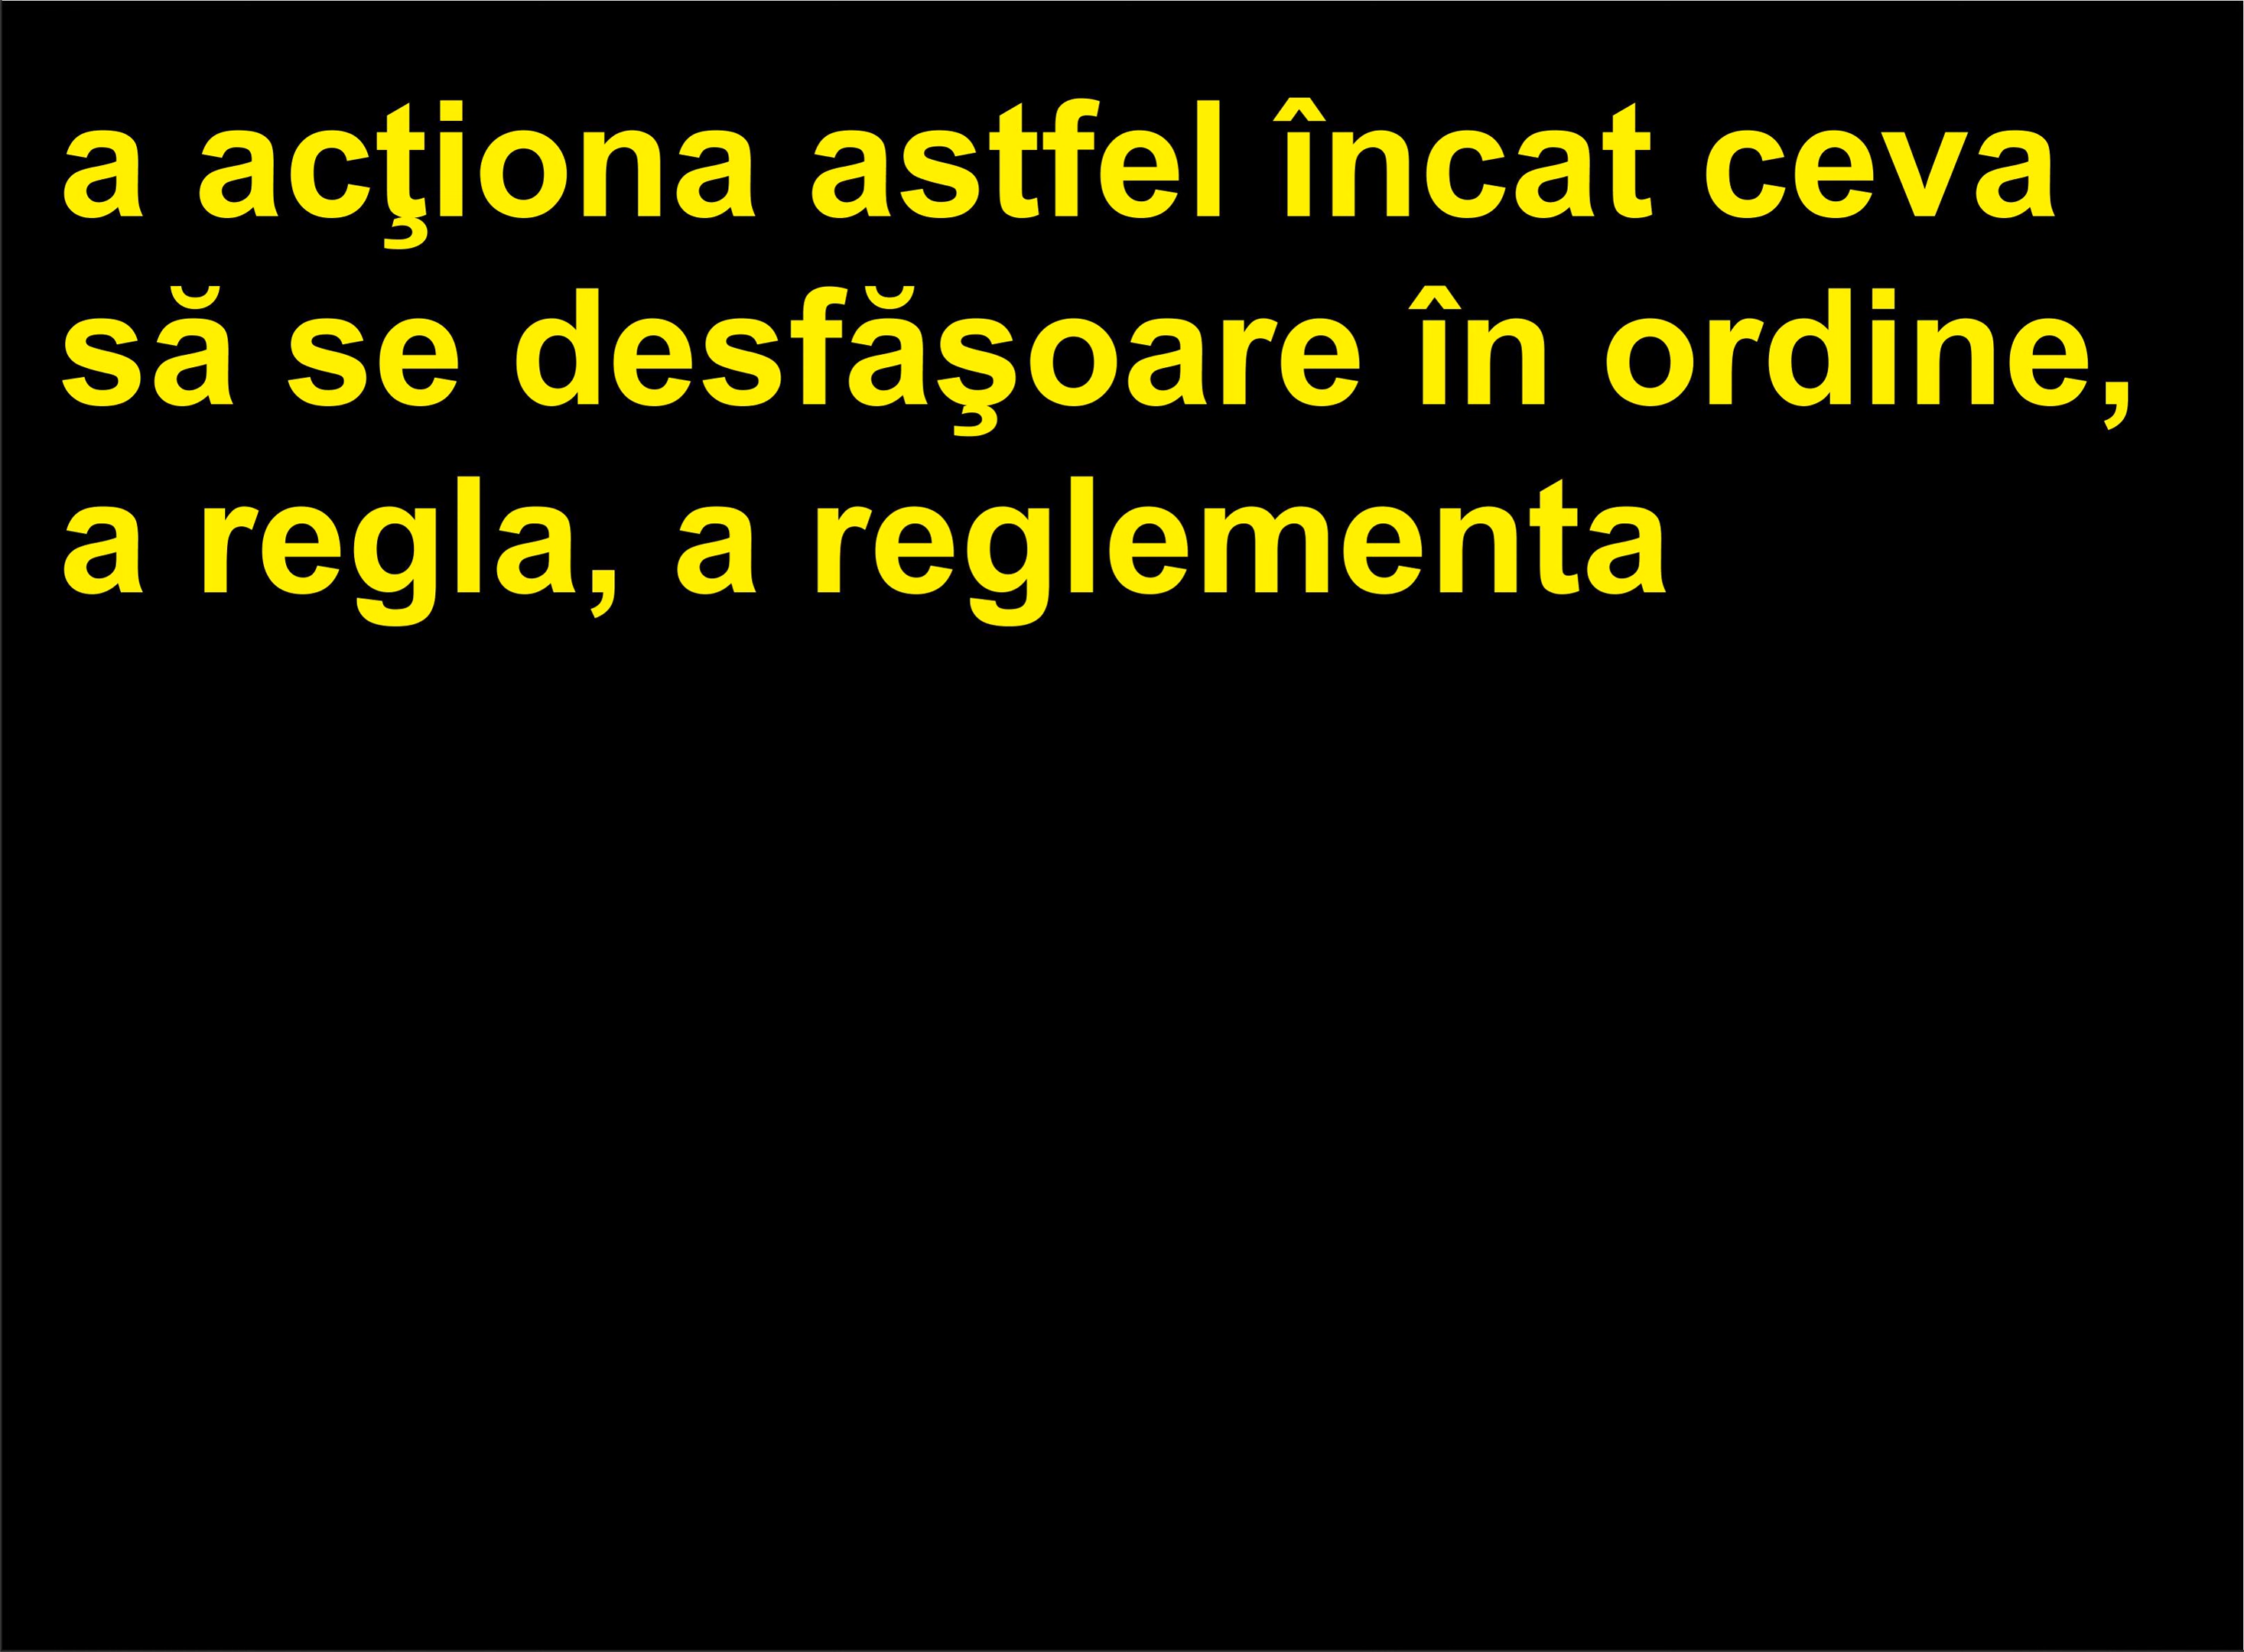 a acţiona astfel încat ceva
să se desfăşoare în ordine,
a regla, a reglementa